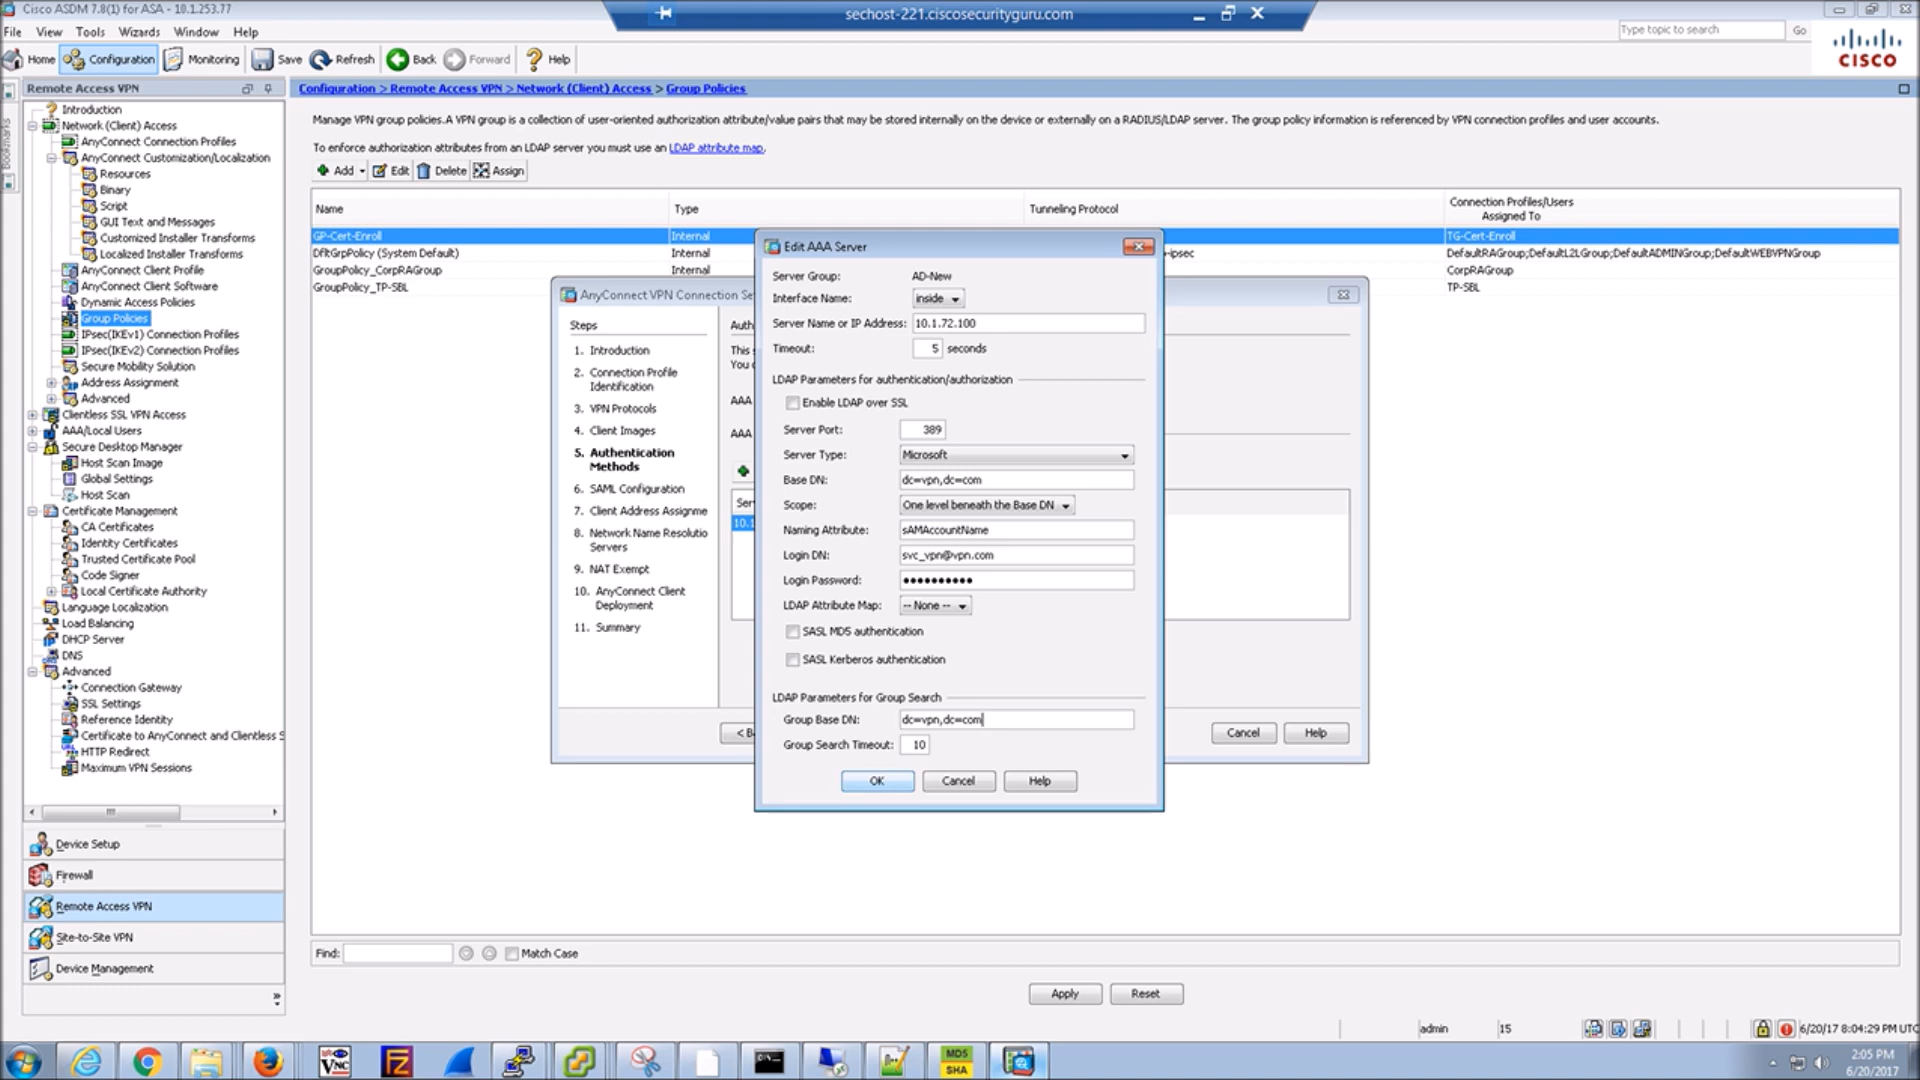 Cisco ASDM 7.8(1) for ASA - 10.1.253.77
sechost-221.ciscosecurityguru.com
File View Tools Wizards Window Help
Type topic to search
Go
Home Configuration Monitoring Save Refresh Back Forward Help
CISCO
Bookmarks
Remote Access VPN
Introduction
Network (Client) Access
AnyConnect Connection Profiles
AnyConnect Customization/Localization
Resources
Binary
Script
GUI Text and Messages
Customized Installer Transforms
Localized Installer Transforms
AnyConnect Client Profile
AnyConnect Client Software
Dynamic Access Policies
Group Policies
IPsec(IKEv1) Connection Profiles
IPsec(IKEv2) Connection Profiles
Secure Mobility Solution
Address Assignment
Advanced
Clientless SSL VPN Access
AAA/Local Users
Secure Desktop Manager
Host Scan Image
Global Settings
Host Scan
Certificate Management
CA Certificates
Identity Certificates
Trusted Certificate Pool
Code Signer
Local Certificate Authority
Language Localization
Load Balancing
DHCP Server
DNS
Advanced
Connection Gateway
SSL Settings
Reference Identity
Certificate to AnyConnect and Clientless S
HTTP Redirect
Maximum VPN Sessions
Device Setup
Firewall
Remote Access VPN
Site-to-Site VPN
Device Management
Configuration > Remote Access VPN > Network (Client) Access > Group Policies
Manage VPN group policies.A VPN group is a collection of user-oriented authorization attribute/value pairs that may be stored internally on the device or externally on a RADIUS/LDAP server. The group policy information is referenced by VPN connection profiles and user accounts.
To enforce authorization attributes from an LDAP server you must use an LDAP attribute map.
Add Edit Delete Assign
Name Type Tunneling Protocol Connection Profiles/Users
Assigned To
GP-Cert-Enroll Internal TG-Cert-Enroll
DfltGrpPolicy (System Default) Internal -ipsec DefaultRAGroup;DefaultL2LGroup;DefaultADMINGroup;DefaultWEBVPNGroup
GroupPolicy_CorpRAGroup Internal CorpRAGroup
GroupPolicy_TP-SBL TP-SBL
AnyConnect VPN Connection Se
Steps
1. Introduction
2. Connection Profile
Identification
3. VPN Protocols
4. Client Images
5. Authentication
Methods
6. SAML Configuration
7. Client Address Assignme
8. Network Name Resolutio
Servers
9. NAT Exempt
10. AnyConnect Client
Deployment
11. Summary
Auth
This s
You c
AAA
AAA
Ser
10.1
< B
Cancel Help
Edit AAA Server
Server Group: AD-New
Interface Name: inside
Server Name or IP Address: 10.1.72.100
Timeout: 5 seconds
LDAP Parameters for authentication/authorization
Enable LDAP over SSL
Server Port: 389
Server Type: Microsoft
Base DN: dc=vpn,dc=com
Scope: One level beneath the Base DN
Naming Attribute: sAMAccountName
Login DN: svc_vpn@vpn.com
Login Password: ●●●●●●●●●●
LDAP Attribute Map: -- None --
SASL MD5 authentication
SASL Kerberos authentication
LDAP Parameters for Group Search
Group Base DN: dc=vpn,dc=com
Group Search Timeout: 10
OK Cancel Help
Find: Match Case
Apply Reset
admin 15 6/20/17 8:04:29 PM UTC
VNC
MD5
SHA
2:05 PM
6/20/2017